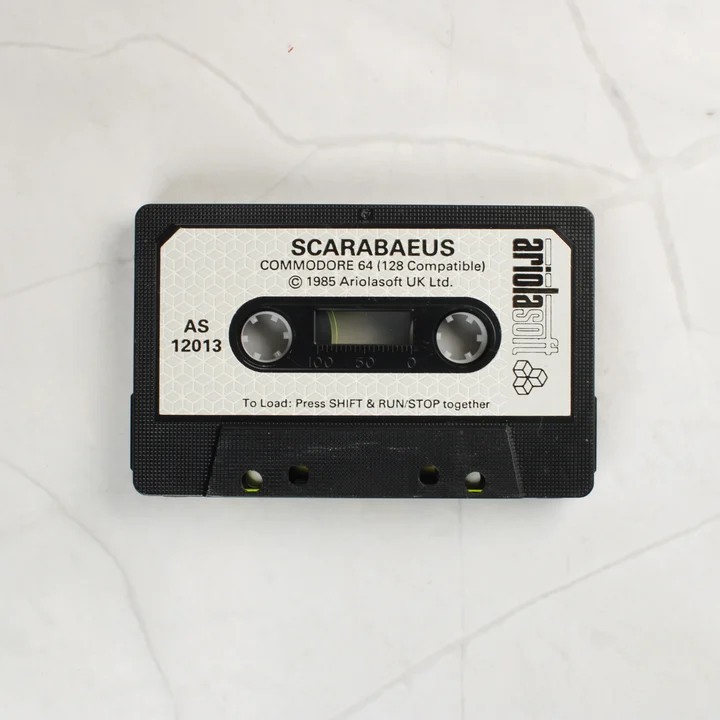 SCARABAEUS
COMMODORE 64 (128 Compatible)
© 1985 Ariolasoft UK Ltd.
AS
12013
100 50 0
To Load: Press SHIFT & RUN/STOP together
ariolasoft